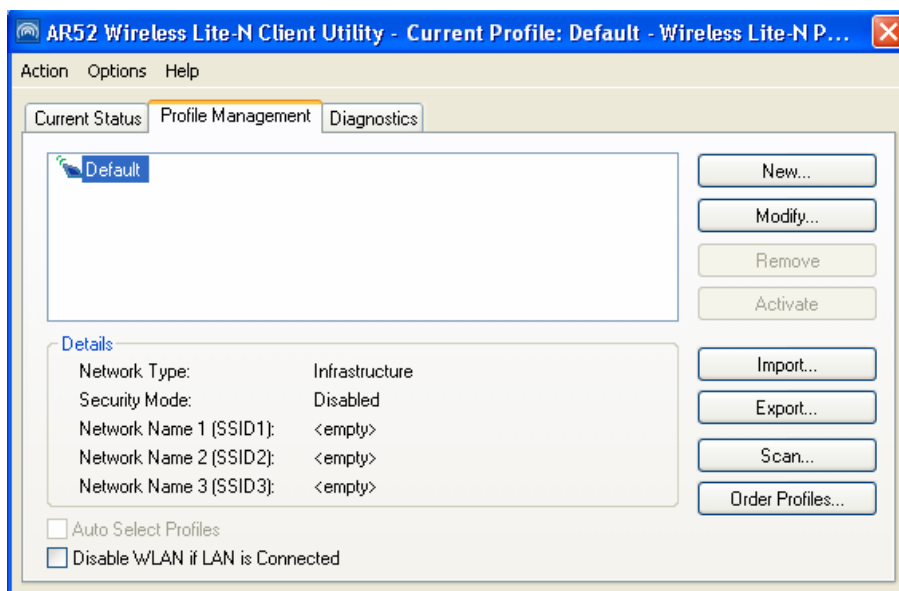 AR52 Wireless Lite-N Client Utility - Current Profile: Default - Wireless Lite-N P...
Action Options Help
Current Status Profile Management Diagnostics
Default
New...
Modify...
Remove
Activate
Details
Network Type: Infrastructure
Security Mode: Disabled
Network Name 1 (SSID1): <empty>
Network Name 2 (SSID2): <empty>
Network Name 3 (SSID3): <empty>
Import...
Export...
Scan...
Order Profiles...
Auto Select Profiles
Disable WLAN if LAN is Connected